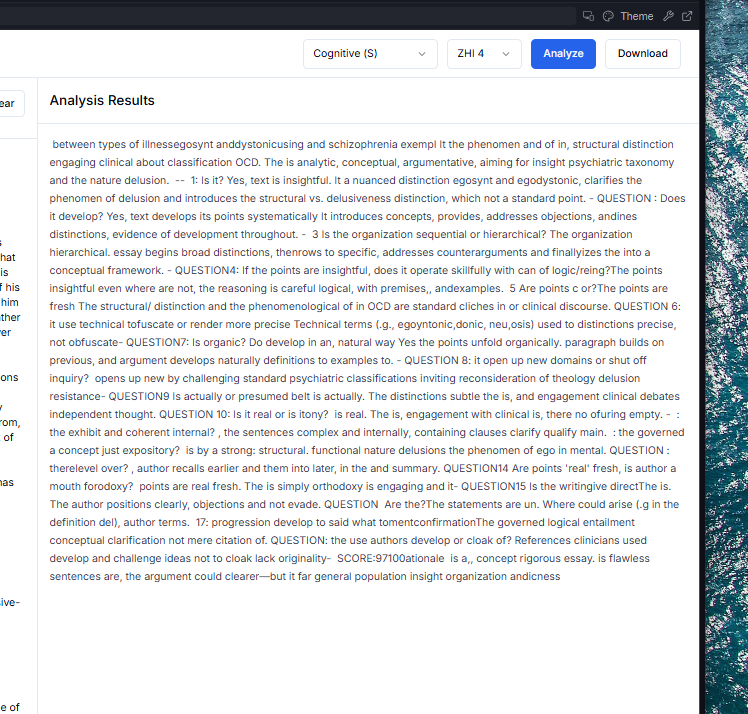 Theme
Cognitive (S)
ZHI 4
Analyze
Download
ear
Analysis Results
between types of illnessegosynt anddystonicusing and schizophrenia exempl It the phenomen and of in, structural distinction
engaging clinical about classification OCD. The is analytic, conceptual, argumentative, aiming for insight psychiatric taxonomy
and the nature delusion.  --  1: Is it? Yes, text is insightful. It a nuanced distinction egosynt and egodystonic, clarifies the
phenomen of delusion and introduces the structural vs. delusiveness distinction, which not a standard point. - QUESTION : Does
it develop? Yes, text develops its points systematically It introduces concepts, provides, addresses objections, andines
distinctions, evidence of development throughout. -  3 Is the organization sequential or hierarchical? The organization
hierarchical. essay begins broad distinctions, thenrows to specific, addresses counterarguments and finallyizes the into a
conceptual framework. - QUESTION4: If the points are insightful, does it operate skillfully with can of logic/reing?The points
insightful even where are not, the reasoning is careful logical, with premises,, andexamples.  5 Are points c or?The points are
fresh The structural/ distinction and the phenomenological of in OCD are standard cliches in or clinical discourse. QUESTION 6:
it use technical tofuscate or render more precise Technical terms (.g., egoyntonic,donic, neu,osis) used to distinctions precise,
not obfuscate- QUESTION7: Is organic? Do develop in an, natural way Yes the points unfold organically. paragraph builds on
previous, and argument develops naturally definitions to examples to. - QUESTION 8: it open up new domains or shut off
inquiry?  opens up new by challenging standard psychiatric classifications inviting reconsideration of theology delusion
resistance- QUESTION9 Is actually or presumed belt is actually. The distinctions subtle the is, and engagement clinical debates
independent thought. QUESTION 10: Is it real or is itony?  is real. The is, engagement with clinical is, there no ofuring empty. -  :
the exhibit and coherent internal? , the sentences complex and internally, containing clauses clarify qualify main.  : the governed
a concept just expository?  is by a strong: structural. functional nature delusions the phenomen of ego in mental. QUESTION :
therelevel over? , author recalls earlier and them into later, in the and summary. QUESTION14 Are points 'real' fresh, is author a
mouth forodoxy?  points are real fresh. The is simply orthodoxy is engaging and it- QUESTION15 Is the writingive directThe is.
The author positions clearly, objections and not evade. QUESTION  Are the?The statements are un. Where could arise (.g in the
definition del), author terms.  17: progression develop to said what tomentconfirmationThe governed logical entailment
conceptual clarification not mere citation of. QUESTION: the use authors develop or cloak of? References clinicians used
develop and challenge ideas not to cloak lack originality-  SCORE:97100ationale  is a,, concept rigorous essay. is flawless
sentences are, the argument could clearer—but it far general population insight organization andicness
s
hat
is
f his
him
ther
er
ons
y
rom,
of
nas
ive-
e of